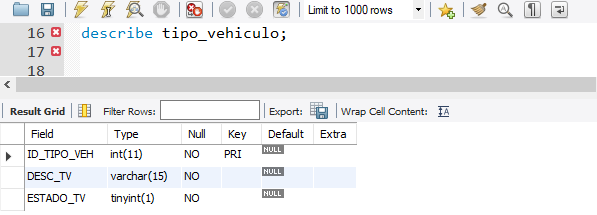 Limit to 1000 rows
16 describe tipo_vehiculo;
17
18
Result Grid Filter Rows: Export: Wrap Cell Content:
Field Type Null Key Default Extra
ID_TIPO_VEH int(11) NO PRI NULL
DESC_TV varchar(15) NO NULL
ESTADO_TV tinyint(1) NO NULL